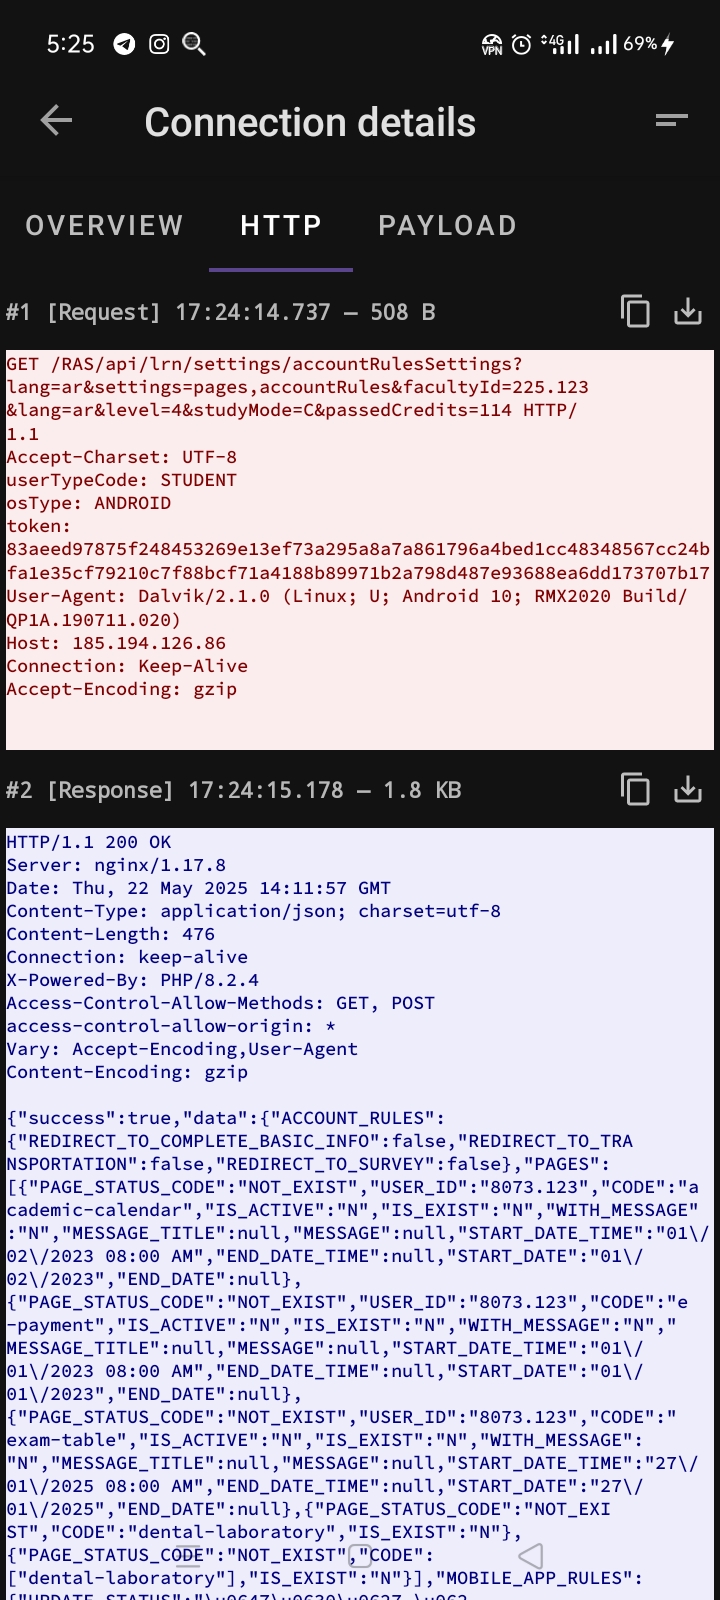 5:25
VPN 4G 69%
Connection details
OVERVIEW HTTP PAYLOAD
#1 [Request] 17:24:14.737 — 508 B
GET /RAS/api/lrn/settings/accountRulesSettings?
lang=ar&settings=pages,accountRules&facultyId=225.123
&lang=ar&level=4&studyMode=C&passedCredits=114 HTTP/
1.1
Accept-Charset: UTF-8
userTypeCode: STUDENT
osType: ANDROID
token:
83aeed97875f248453269e13ef73a295a8a7a861796a4bed1cc48348567cc24b
fa1e35cf79210c7f88bcf71a4188b89971b2a798d487e93688ea6dd173707b17
User-Agent: Dalvik/2.1.0 (Linux; U; Android 10; RMX2020 Build/
QP1A.190711.020)
Host: 185.194.126.86
Connection: Keep-Alive
Accept-Encoding: gzip
#2 [Response] 17:24:15.178 — 1.8 KB
HTTP/1.1 200 OK
Server: nginx/1.17.8
Date: Thu, 22 May 2025 14:11:57 GMT
Content-Type: application/json; charset=utf-8
Content-Length: 476
Connection: keep-alive
X-Powered-By: PHP/8.2.4
Access-Control-Allow-Methods: GET, POST
access-control-allow-origin: *
Vary: Accept-Encoding,User-Agent
Content-Encoding: gzip
{"success":true,"data":{"ACCOUNT_RULES":
{"REDIRECT_TO_COMPLETE_BASIC_INFO":false,"REDIRECT_TO_TRA
NSPORTATION":false,"REDIRECT_TO_SURVEY":false},"PAGES":
[{"PAGE_STATUS_CODE":"NOT_EXIST","USER_ID":"8073.123","CODE":"a
cademic-calendar","IS_ACTIVE":"N","IS_EXIST":"N","WITH_MESSAGE"
:"N","MESSAGE_TITLE":null,"MESSAGE":null,"START_DATE_TIME":"01\/
02\/2023 08:00 AM","END_DATE_TIME":null,"START_DATE":"01\/
02\/2023","END_DATE":null},
{"PAGE_STATUS_CODE":"NOT_EXIST","USER_ID":"8073.123","CODE":"e
-payment","IS_ACTIVE":"N","IS_EXIST":"N","WITH_MESSAGE":"N","
MESSAGE_TITLE":null,"MESSAGE":null,"START_DATE_TIME":"01\/
01\/2023 08:00 AM","END_DATE_TIME":null,"START_DATE":"01\/
01\/2023","END_DATE":null},
{"PAGE_STATUS_CODE":"NOT_EXIST","USER_ID":"8073.123","CODE":"
exam-table","IS_ACTIVE":"N","IS_EXIST":"N","WITH_MESSAGE":
"N","MESSAGE_TITLE":null,"MESSAGE":null,"START_DATE_TIME":"27\/
01\/2025 08:00 AM","END_DATE_TIME":null,"START_DATE":"27\/
01\/2025","END_DATE":null},{"PAGE_STATUS_CODE":"NOT_EXI
ST","CODE":"dental-laboratory","IS_EXIST":"N"},
{"PAGE_STATUS_CODE":"NOT_EXIST","CODE":
["dental-laboratory"],"IS_EXIST":"N"}],"MOBILE_APP_RULES":